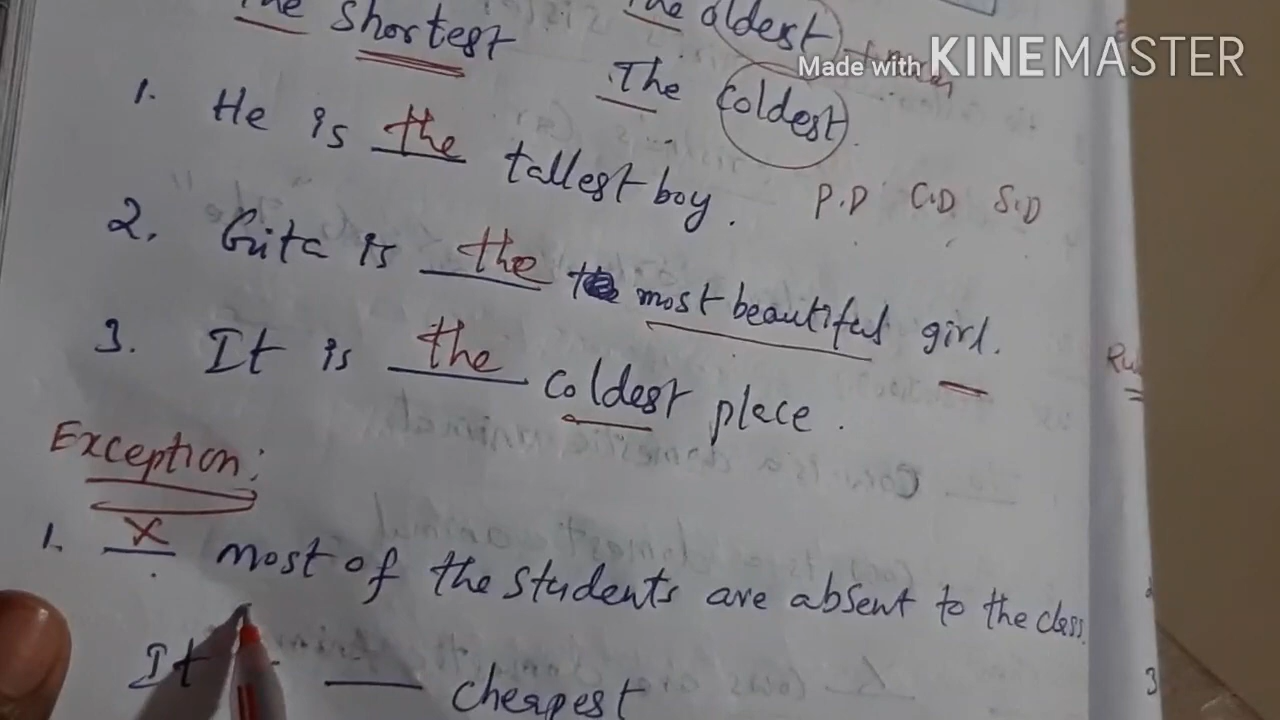 The shortest
The oldest
Made with KINEMASTER
The coldest.
1. He is the tallest boy.
P.D C.D S.D
2. Gita is the most beautiful girl.
3. It is the coldest place.
Exception:
1. X most of the students are absent to the class.
It ___ cheapest